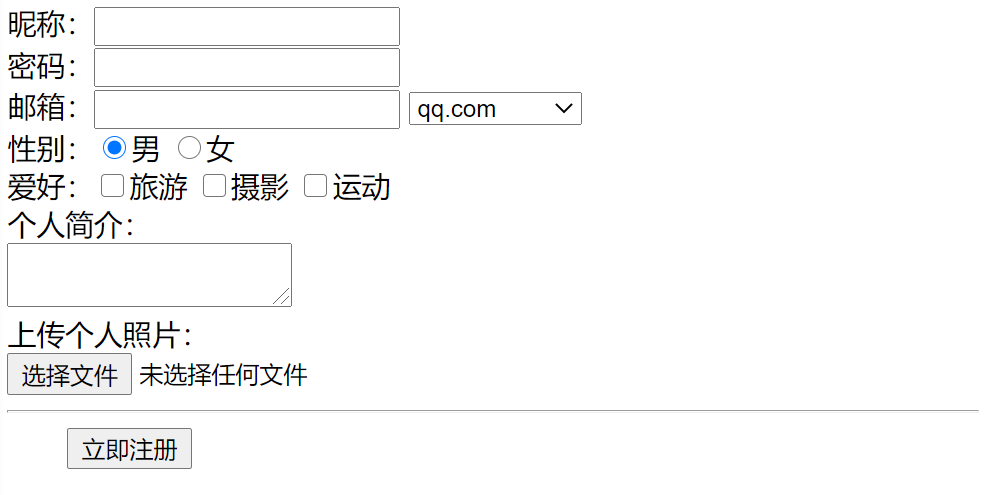 昵称：
密码：
邮箱： qq.com
性别： 男 女
爱好： 旅游 摄影 运动
个人简介：
上传个人照片：
选择文件 未选择任何文件
立即注册